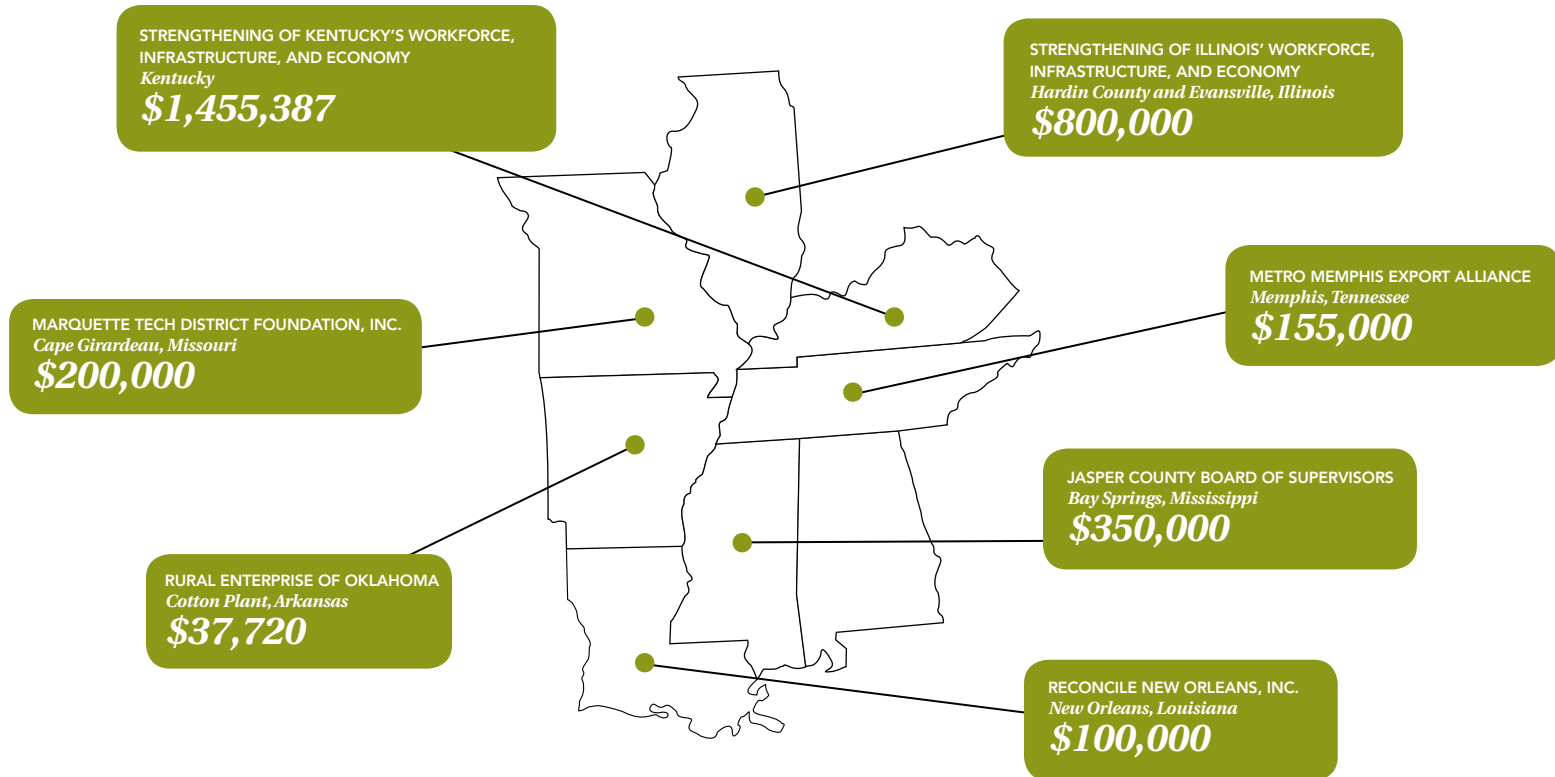 STRENGTHENING OF KENTUCKY'S WORKFORCE,
INFRASTRUCTURE, AND ECONOMY
Kentucky
$1,455,387
STRENGTHENING OF ILLINOIS' WORKFORCE,
INFRASTRUCTURE, AND ECONOMY
Hardin County and Evansville, Illinois
$800,000
METRO MEMPHIS EXPORT ALLIANCE
Memphis, Tennessee
$155,000
MARQUETTE TECH DISTRICT FOUNDATION, INC.
Cape Girardeau, Missouri
$200,000
JASPER COUNTY BOARD OF SUPERVISORS
Bay Springs, Mississippi
$350,000
RURAL ENTERPRISE OF OKLAHOMA
Cotton Plant, Arkansas
$37,720
RECONCILE NEW ORLEANS, INC.
New Orleans, Louisiana
$100,000